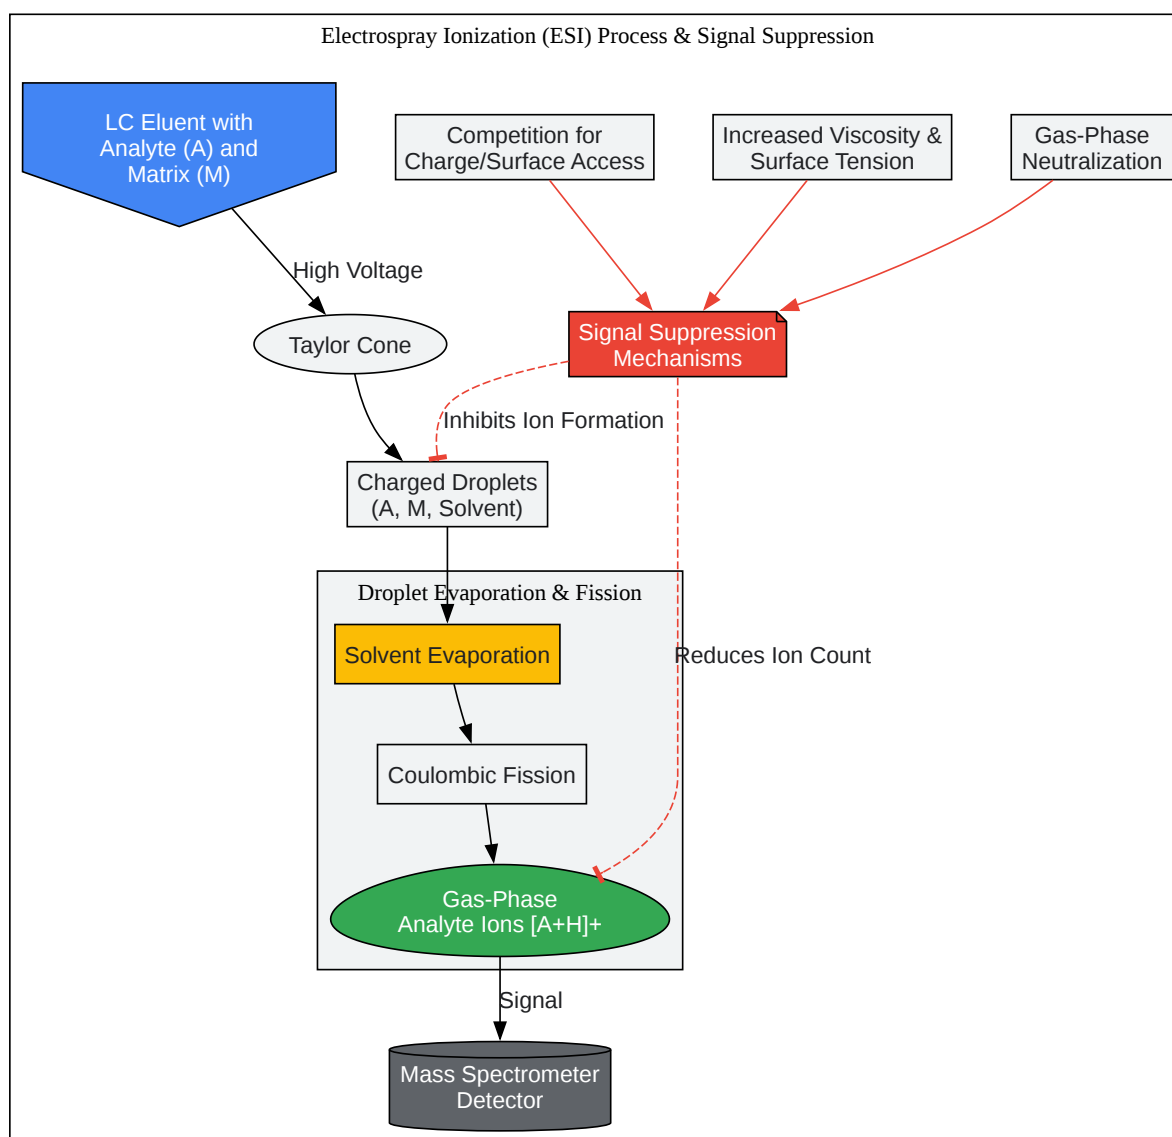 Electrospray Ionization (ESI) Process & Signal Suppression
LC Eluent with
Analyte (A) and
Matrix (M)
Competition for
Charge/Surface Access
Increased Viscosity &
Surface Tension
Gas-Phase
Neutralization
High Voltage
Taylor Cone
Signal Suppression
Mechanisms
Inhibits Ion Formation
Charged Droplets
(A, M, Solvent)
Droplet Evaporation & Fission
Solvent Evaporation
Reduces Ion Count
Coulombic Fission
Gas-Phase
Analyte Ions [A+H]+
Signal
Mass Spectrometer
Detector